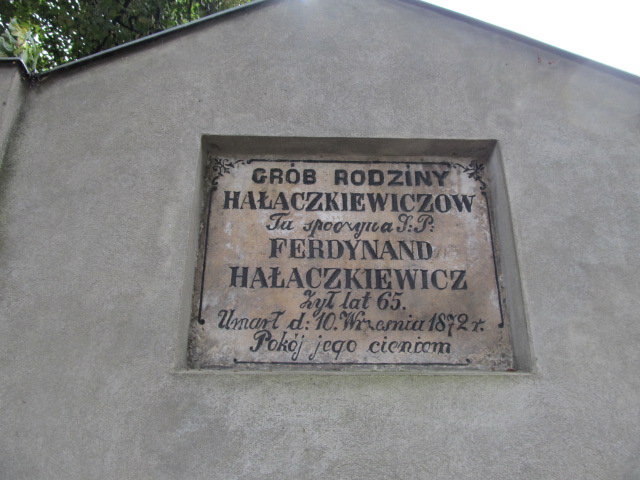 GRÓB RODZINY
HAŁACZKIEWICZÓW
Tu spoczywa Ś.P.
FERDYNAND
HAŁACZKIEWICZ
Żył lat 65.
Umarł d: 10. Września 1872 r.
Pokój jego cieniom